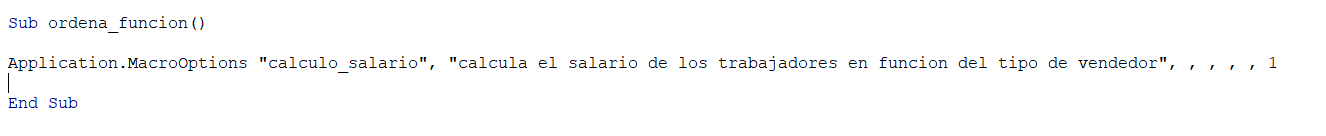 Sub ordena_funcion()
Application.MacroOptions "calculo_salario", "calcula el salario de los trabajadores en funcion del tipo de vendedor", , , , , 1
End Sub